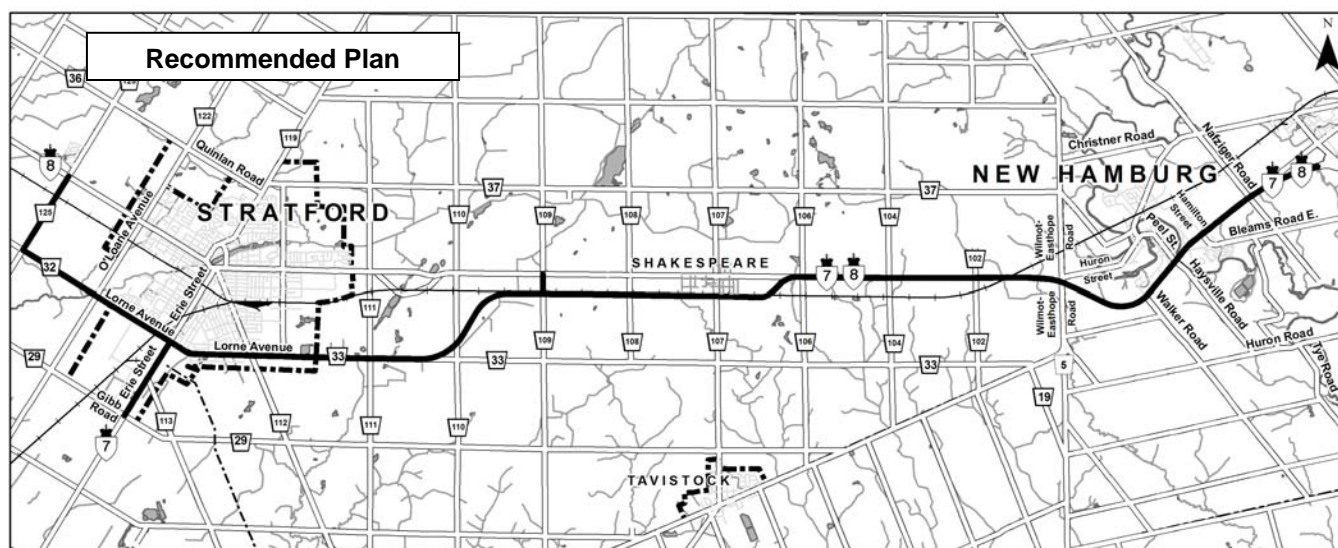 Recommended Plan
N
36
129
122
119
8
Quinlan Road
125
O'Loane Avenue
STRATFORD
37
110
109
108
107
106
104
37
Christner Road
Nafziger Road
NEW HAMBURG
7
8
Hamilton Street
Peel St.
Bleams Road E.
32
Erie Street
Lorne Avenue
SHAKESPEARE
7
8
102
Wilmot-Easthope Road
Huron Street
Haysville Road
Walker Road
Wilmot-Easthope Road
111
29
Erie Street
Lorne Avenue
33
33
109
108
107
106
104
102
33
Huron Road
Tye Road
5
Gibb Road
7
113
29
112
111
110
19
TAVISTOCK